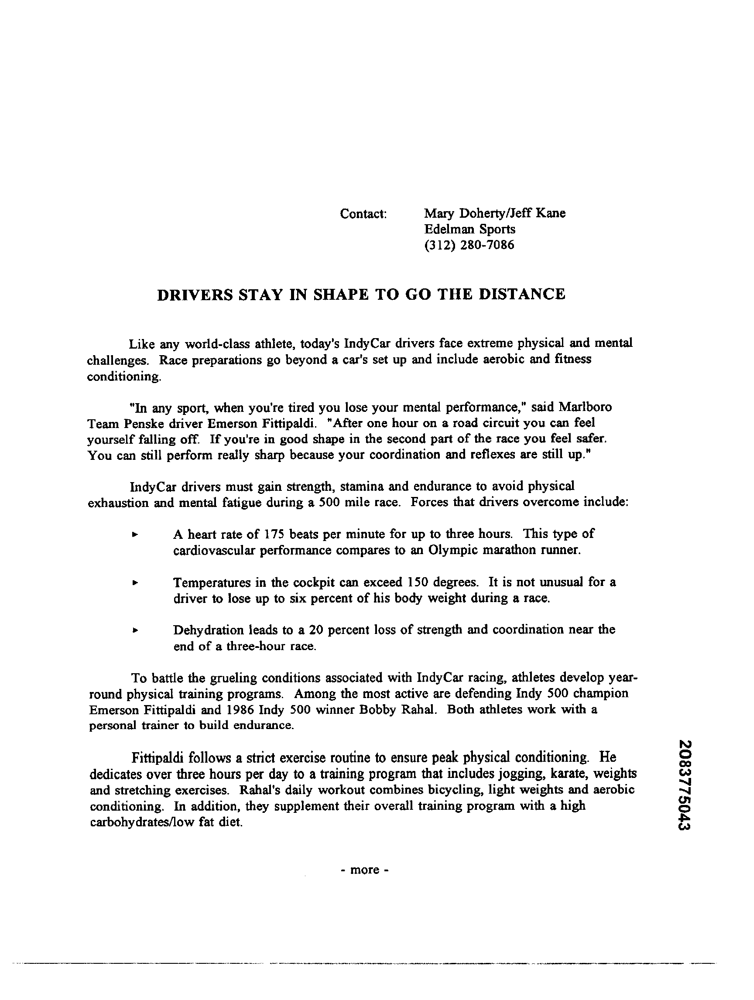 Contact: Mary Doherty/Jeff Kane
Edelman Sports
(312) 280-7086
DRIVERS STAY IN SHAPE TO GO THE DISTANCE
Like any world-class athlete, today's IndyCar drivers face extreme physical and mental
challenges. Race preparations go beyond a car's set up and include aerobic and fitness
conditioning.
"In any sport, when you're tired you lose your mental performance," said Marlboro
Team Penske driver Emerson Fittipaldi. "After one hour on a road circuit you can feel
yourself falling off. If you're in good shape in the second part of the race you feel safer.
You can still perform really sharp because your coordination and reflexes are still up."
IndyCar drivers must gain strength, stamina and endurance to avoid physical
exhaustion and mental fatigue during a 500 mile race. Forces that drivers overcome include:
► A heart rate of 175 beats per minute for up to three hours. This type of
cardiovascular performance compares to an Olympic marathon runner.
► Temperatures in the cockpit can exceed 150 degrees. It is not unusual for a
driver to lose up to six percent of his body weight during a race.
► Dehydration leads to a 20 percent loss of strength and coordination near the
end of a three-hour race.
To battle the grueling conditions associated with IndyCar racing, athletes develop year-
round physical training programs. Among the most active are defending Indy 500 champion
Emerson Fittipaldi and 1986 Indy 500 winner Bobby Rahal. Both athletes work with a
personal trainer to build endurance.
Fittipaldi follows a strict exercise routine to ensure peak physical conditioning. He
dedicates over three hours per day to a training program that includes jogging, karate, weights
and stretching exercises. Rahal's daily workout combines bicycling, light weights and aerobic
conditioning. In addition, they supplement their overall training program with a high
carbohydrates/low fat diet.
- more -
2083775043